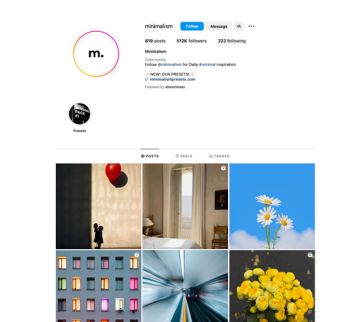 minimalism Follow Message
819 posts 512K followers 222 following
Minimalism
Community
Follow @minimalism for Daily #minimal inspiration
NEW! OUR PRESETS!
minimalismpresets.com
Followed by
m.
Presets
POSTS REELS TAGGED